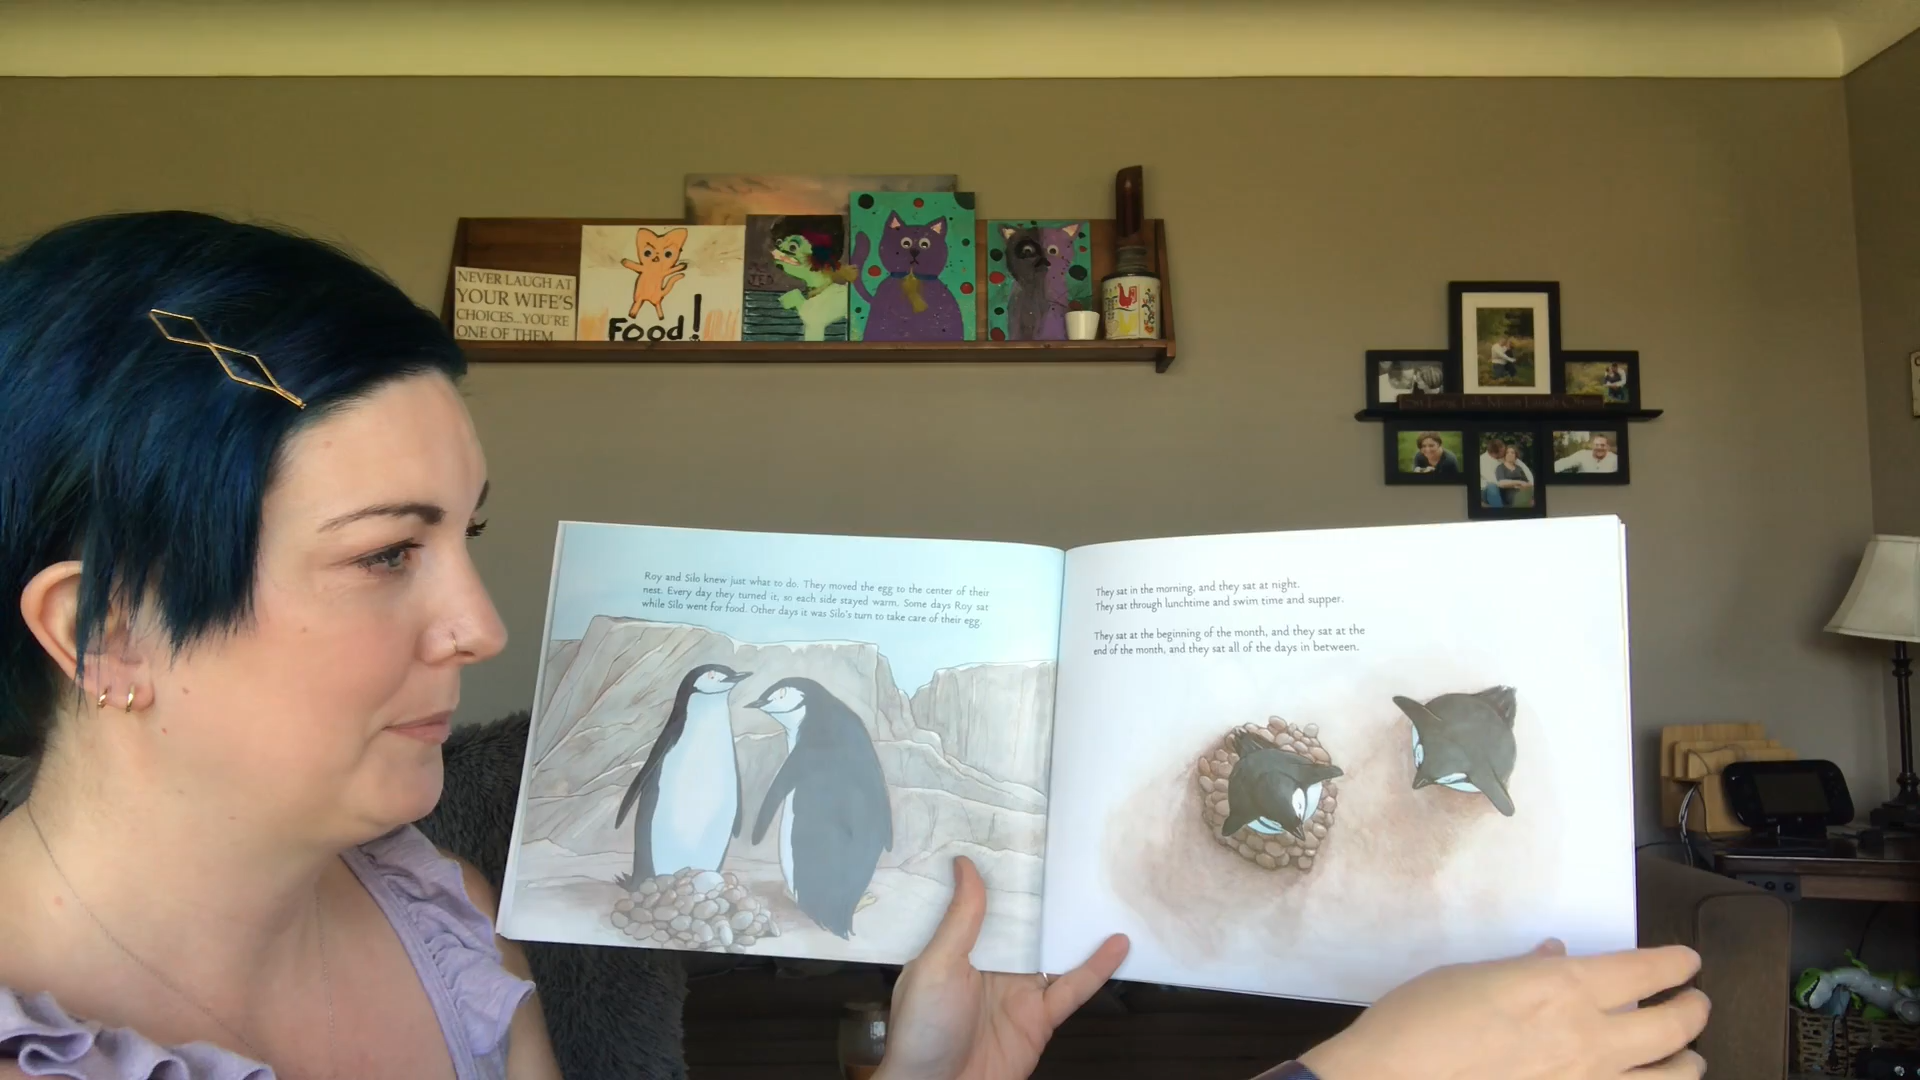 NEVER LAUGH AT
YOUR WIFE'S
CHOICES...YOU'RE
ONE OF THEM
Food!
Roy and Silo knew just what to do. They moved the egg to the center of their
nest. Every day they turned it, so each side stayed warm. Some days Roy sat
while Silo went for food. Other days it was Silo's turn to take care of their egg.
They sat in the morning, and they sat at night.
They sat through lunchtime and swim time and supper.
They sat at the beginning of the month, and they sat at the
end of the month, and they sat all of the days in between.